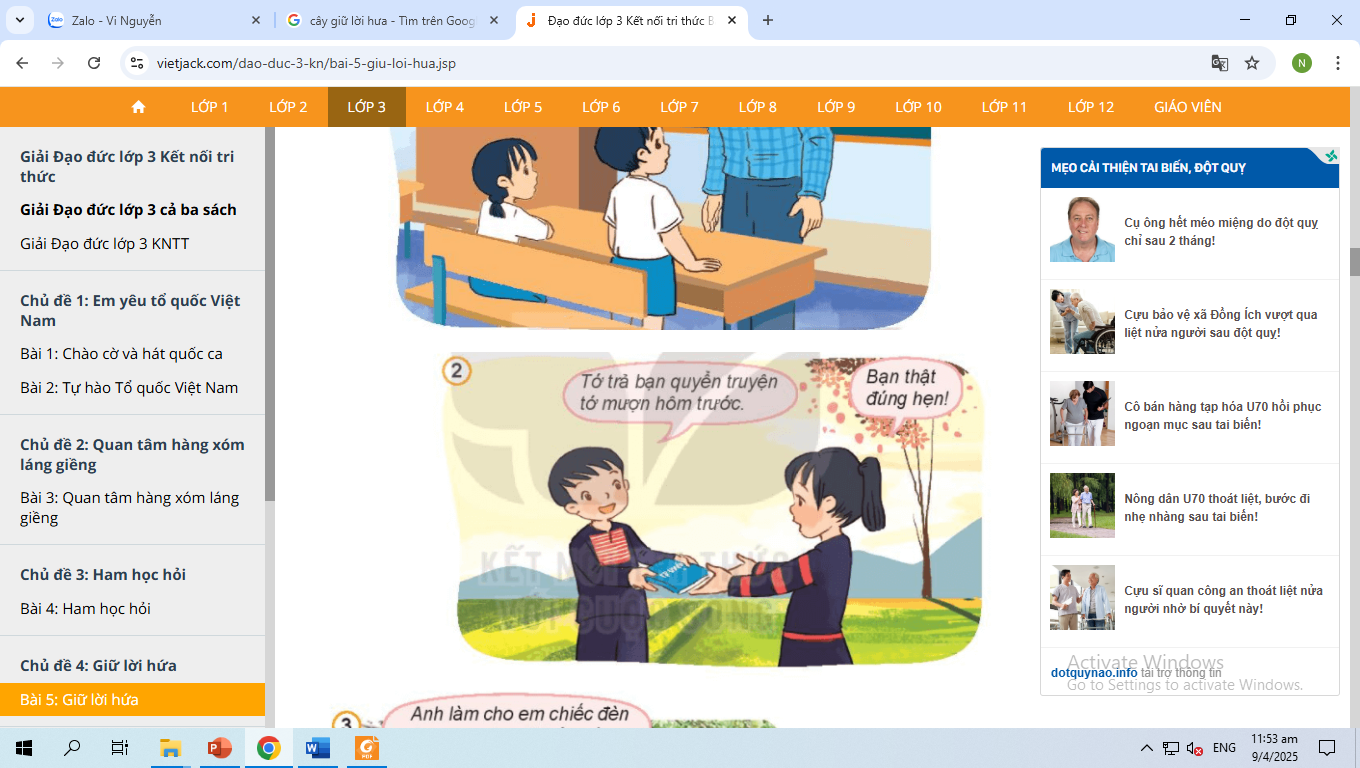 Zalo - Vi Nguyễn
cây giữ lời hưa - Tìm trên Goog
Đạo đức lớp 3 Kết nối tri thức B
vietjack.com/dao-duc-3-kn/bai-5-giu-loi-hua.jsp
N
LỚP 1 LỚP 2 LỚP 3 LỚP 4 LỚP 5 LỚP 6 LỚP 7 LỚP 8 LỚP 9 LỚP 10 LỚP 11 LỚP 12 GIÁO VIÊN
Giải Đạo đức lớp 3 Kết nối tri
thức
Giải Đạo đức lớp 3 cả ba sách
Giải Đạo đức lớp 3 KNTT
Chủ đề 1: Em yêu tổ quốc Việt
Nam
Bài 1: Chào cờ và hát quốc ca
Bài 2: Tự hào Tổ quốc Việt Nam
Chủ đề 2: Quan tâm hàng xóm
láng giềng
Bài 3: Quan tâm hàng xóm láng
giềng
Chủ đề 3: Ham học hỏi
Bài 4: Ham học hỏi
Chủ đề 4: Giữ lời hứa
Bài 5: Giữ lời hứa
2
Tớ trả bạn quyển truyện
tớ mượn hôm trước.
Bạn thật
đúng hẹn!
KẾT NỐI TRI THỨC
VỚI CUỘC SỐNG
3
Anh làm cho em chiếc đèn
MẸO CẢI THIỆN TAI BIẾN, ĐỘT QUỴ
Cụ ông hết méo miệng do đột quỵ
chỉ sau 2 tháng!
Cựu bảo vệ xã Đồng Ích vượt qua
liệt nửa người sau đột quỵ!
Cô bán hàng tạp hóa U70 hồi phục
ngoạn mục sau tai biến!
Nông dân U70 thoát liệt, bước đi
nhẹ nhàng sau tai biến!
Cựu sĩ quan công an thoát liệt nửa
người nhờ bí quyết này!
dotquynao.info tài trợ thông tin
Activate Windows
Go to Settings to activate Windows.
ENG
11:53 am
9/4/2025